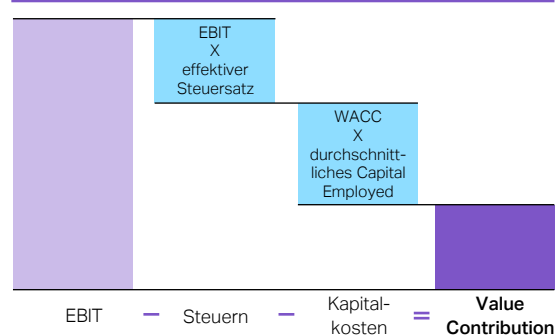 EBIT
X
effektiver
Steuersatz
WACC
X
durchschnitt-
liches Capital
Employed
EBIT – Steuern – Kapital-
kosten = Value
Contribution